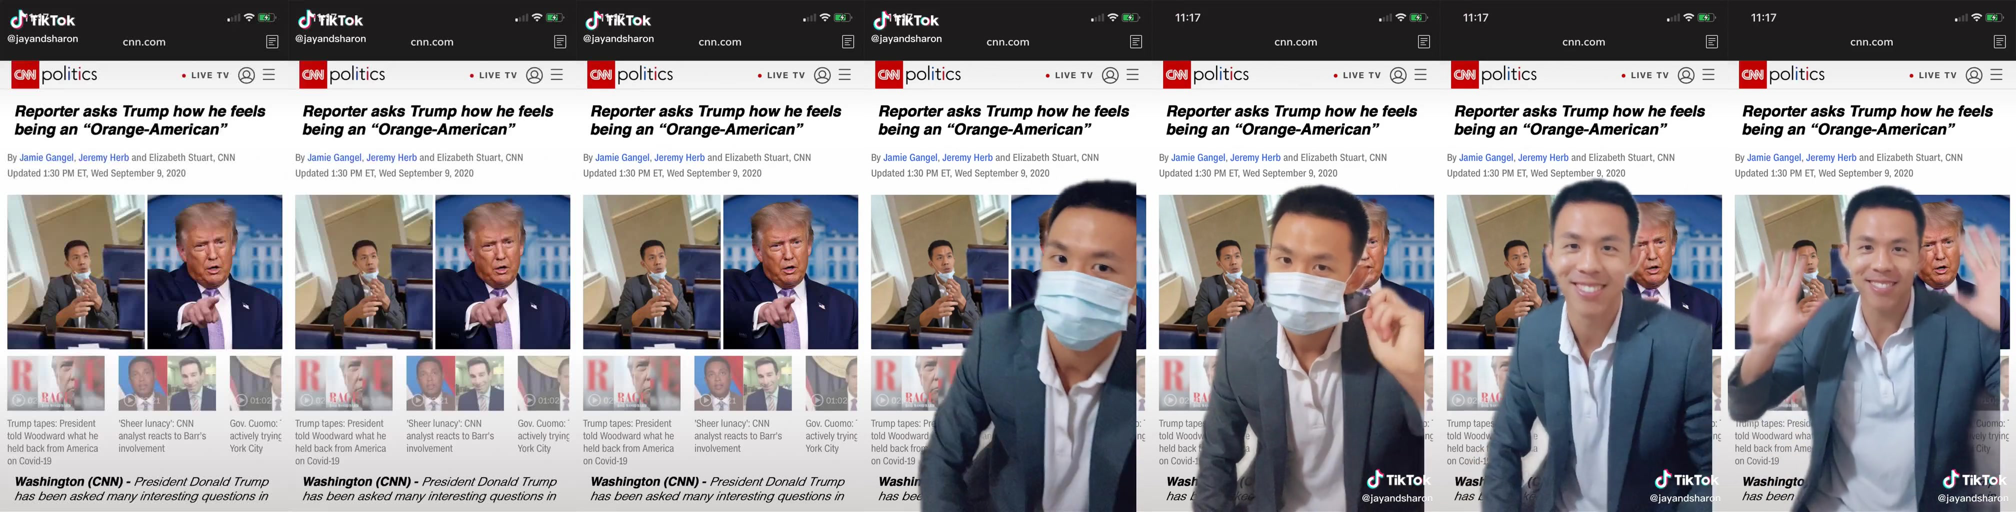 TikTok
@jayandsharon
cnn.com
CNN politics
• LIVE TV
Reporter asks Trump how he feels
being an “Orange-American”
By Jamie Gangel, Jeremy Herb and Elizabeth Stuart, CNN
Updated 1:30 PM ET, Wed September 9, 2020
RAGE
01:02
Trump tapes: President
told Woodward what he
held back from America
on Covid-19
'Sheer lunacy': CNN
analyst reacts to Barr's
involvement
Gov. Cuomo:
actively trying
York City
Washington (CNN) - President Donald Trump
has been asked many interesting questions in
TikTok
@jayandsharon
cnn.com
CNN politics
• LIVE TV
Reporter asks Trump how he feels
being an “Orange-American”
By Jamie Gangel, Jeremy Herb and Elizabeth Stuart, CNN
Updated 1:30 PM ET, Wed September 9, 2020
RAGE
01:02
Trump tapes: President
told Woodward what he
held back from America
on Covid-19
'Sheer lunacy': CNN
analyst reacts to Barr's
involvement
Gov. Cuomo:
actively trying
York City
Washington (CNN) - President Donald Trump
has been asked many interesting questions in
TikTok
@jayandsharon
cnn.com
CNN politics
• LIVE TV
Reporter asks Trump how he feels
being an “Orange-American”
By Jamie Gangel, Jeremy Herb and Elizabeth Stuart, CNN
Updated 1:30 PM ET, Wed September 9, 2020
RAGE
01:02
Trump tapes: President
told Woodward what he
held back from America
on Covid-19
'Sheer lunacy': CNN
analyst reacts to Barr's
involvement
Gov. Cuomo:
actively trying
York City
Washington (CNN) - President Donald Trump
has been asked many interesting questions in
TikTok
@jayandsharon
cnn.com
CNN politics
• LIVE TV
Reporter asks Trump how he feels
being an “Orange-American”
By Jamie Gangel, Jeremy Herb and Elizabeth Stuart, CNN
Updated 1:30 PM ET, Wed September 9, 2020
Trump tapes:
told Woodward
held back
on Covid-19
11:17
cnn.com
CNN politics
• LIVE TV
Reporter asks Trump how he feels
being an “Orange-American”
By Jamie Gangel, Jeremy Herb and Elizabeth Stuart, CNN
Updated 1:30 PM ET, Wed September 9, 2020
Trump tapes:
told
held back
on Covid-19
has
TikTok
@jayandsharon
11:17
cnn.com
CNN politics
• LIVE TV
Reporter asks Trump how he feels
being an “Orange-American”
By Jamie Gangel, Jeremy Herb and Elizabeth Stuart, CNN
Updated 1:30 PM ET, Wed September 9, 2020
Trump tapes:
told
held back
has
TikTok
@jayandsharon
11:17
cnn.com
CNN politics
• LIVE TV
Reporter asks Trump how he feels
being an “Orange-American”
By Jamie Gangel, Jeremy Herb and Elizabeth Stuart, CNN
Updated 1:30 PM ET, Wed September 9, 2020
Trump tapes:
told Woodward
held back from
on Covid-19
Cuomo:
City
has been
TikTok
@jayandsharon